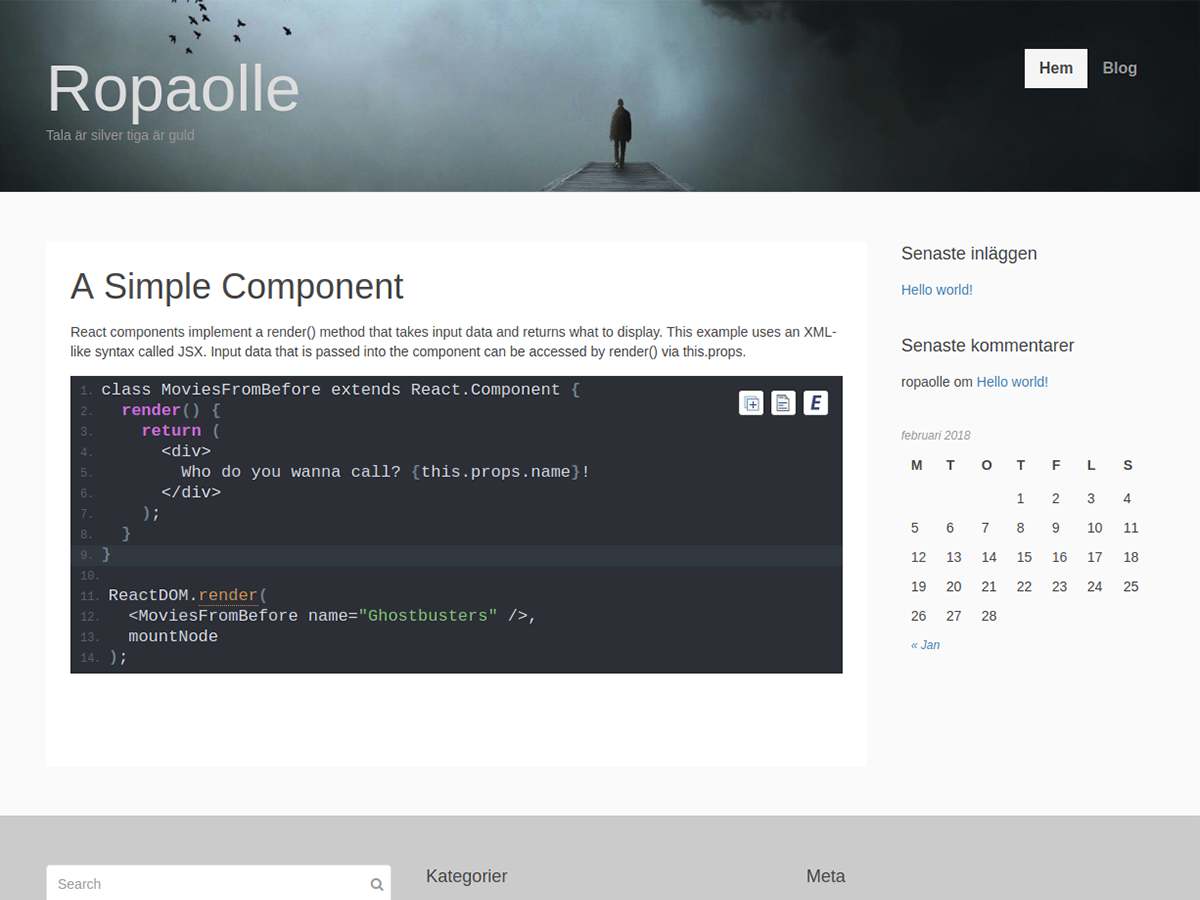 Ropaolle
Tala är silver tiga är guld
Hem Blog
A Simple Component
React components implement a render() method that takes input data and returns what to display. This example uses an XML-
like syntax called JSX. Input data that is passed into the component can be accessed by render() via this.props.
1. class MoviesFromBefore extends React.Component {
2.   render() {
3.     return (
4.       <div>
5.         Who do you wanna call? {this.props.name}!
6.       </div>
7.     );
8.   }
9. }
10.
11. ReactDOM.render(
12.   <MoviesFromBefore name="Ghostbusters" />,
13.   mountNode
14. );
E
Senaste inläggen
Hello world!
Senaste kommentarer
ropaolle om Hello world!
februari 2018
M T O T F L S
1 2 3 4
5 6 7 8 9 10 11
12 13 14 15 16 17 18
19 20 21 22 23 24 25
26 27 28
« Jan
Search
Kategorier
Meta